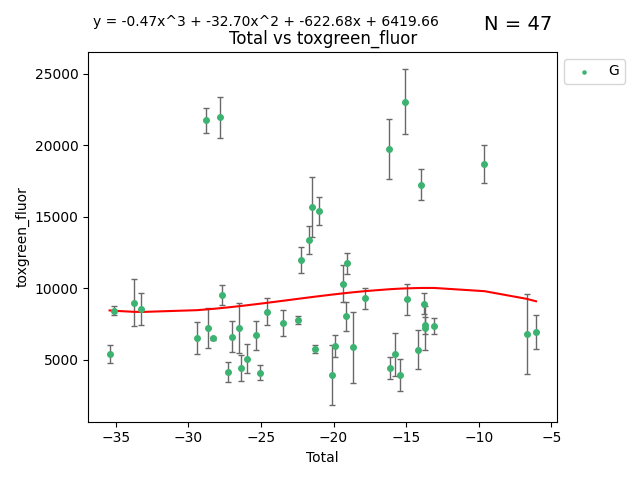 y = -0.47x^3 + -32.70x^2 + -622.68x + 6419.66
N = 47
Total vs toxgreen_fluor
G
25000
20000
15000
10000
5000
toxgreen_fluor
−35 −30 −25 −20 −15 −10 −5
Total